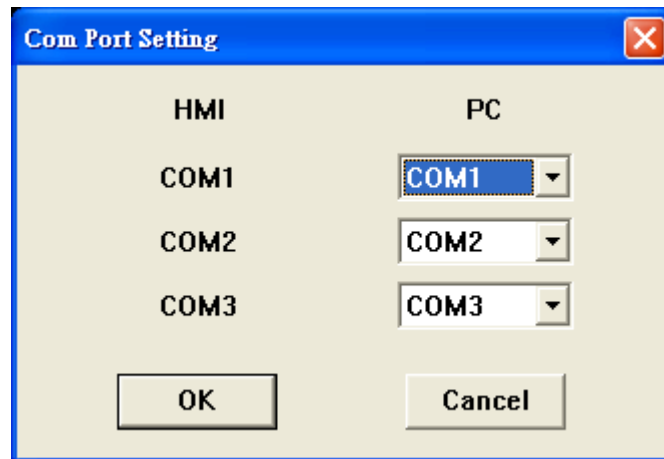 Com Port Setting
HMI PC
COM1 COM1
COM2 COM2
COM3 COM3
OK Cancel